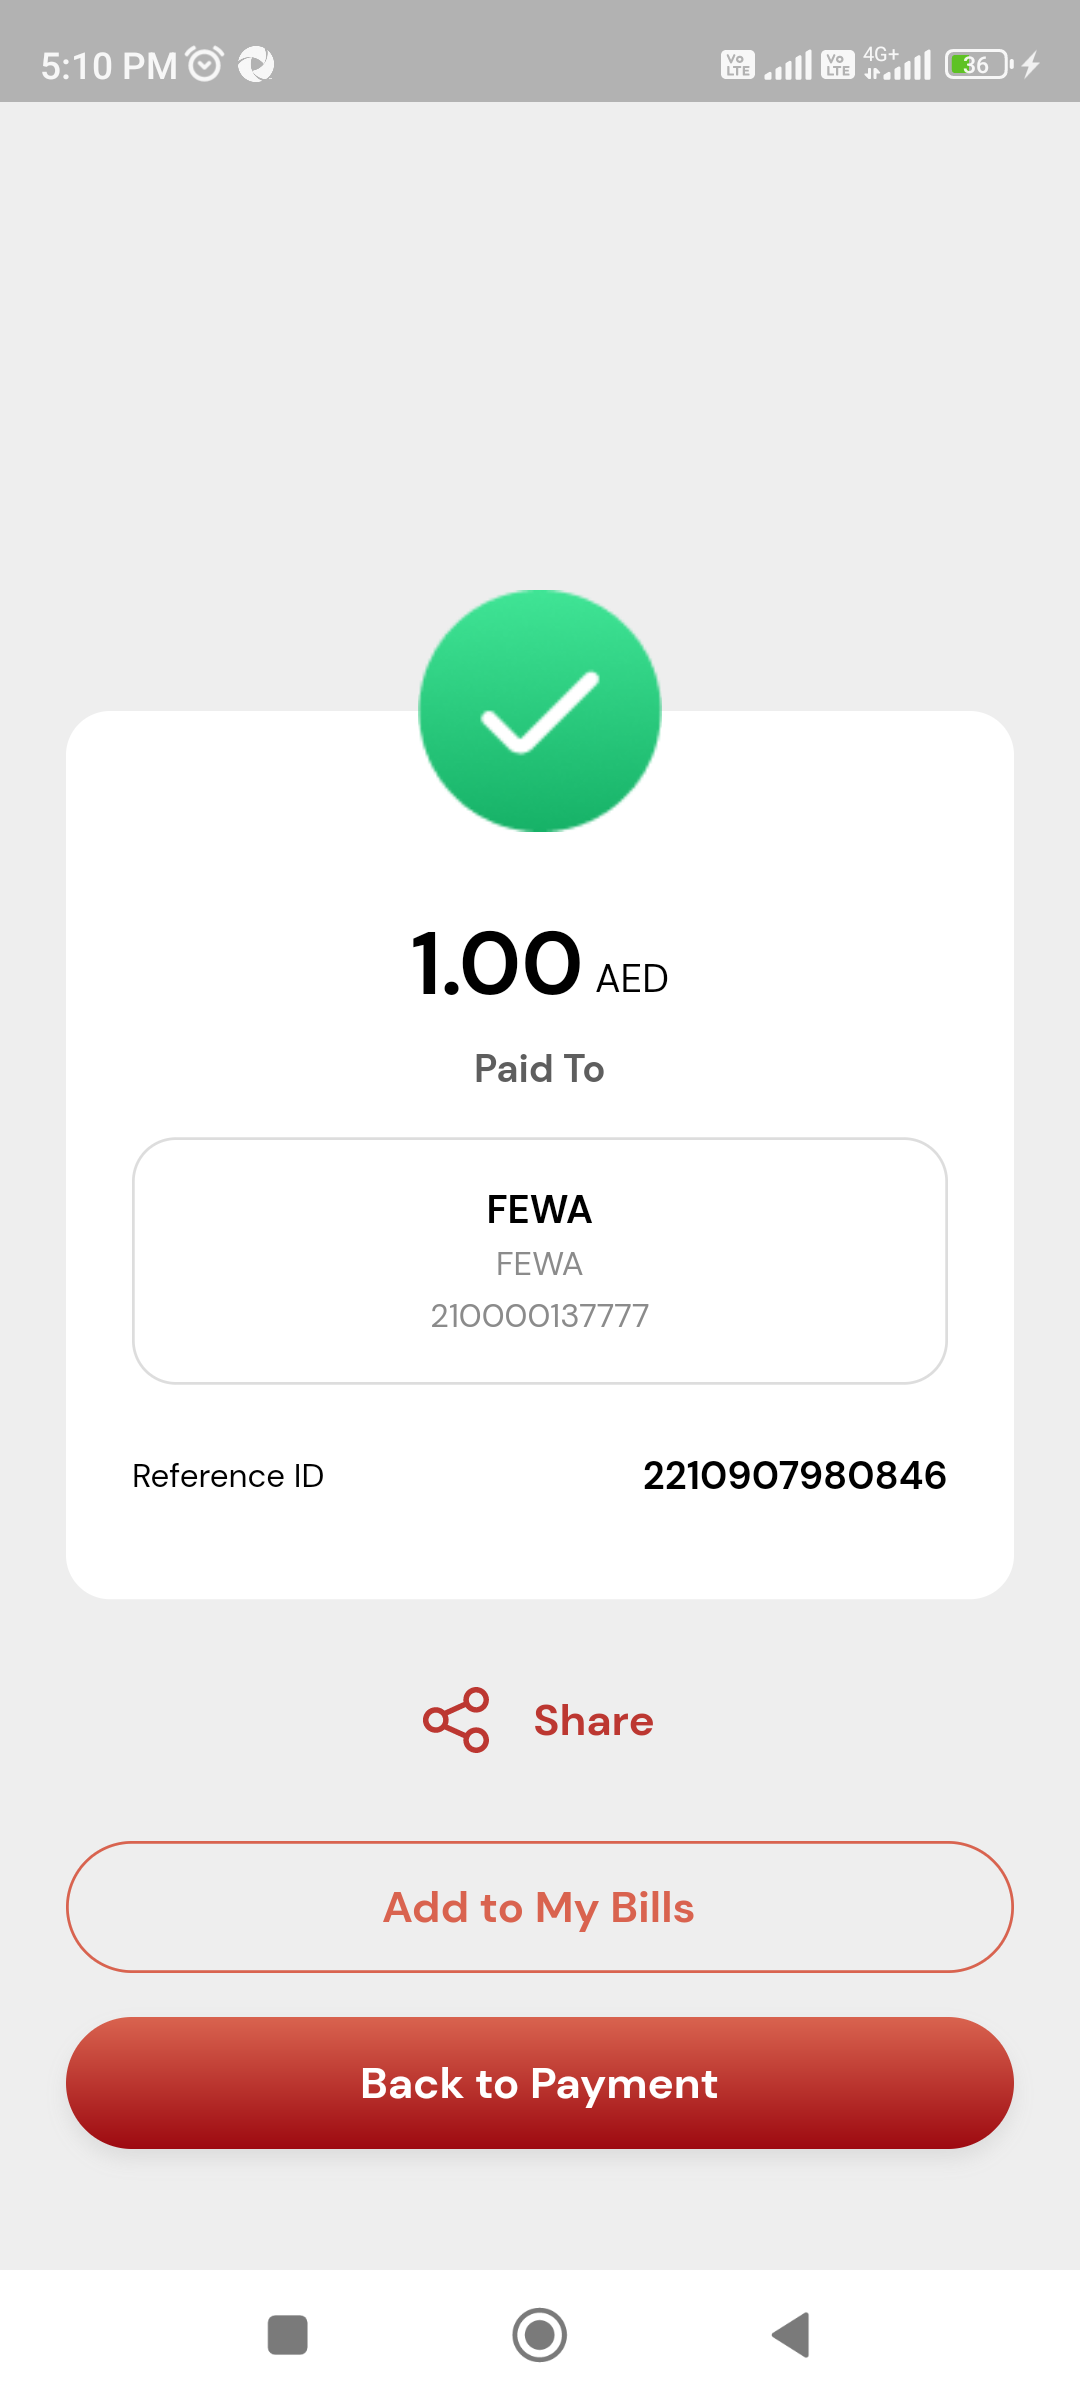 5:10 PM
Vo LTE Vo LTE 4G+ 36
1.00 AED
Paid To
FEWA
FEWA
210000137777
Reference ID 2210907980846
Share
Add to My Bills
Back to Payment